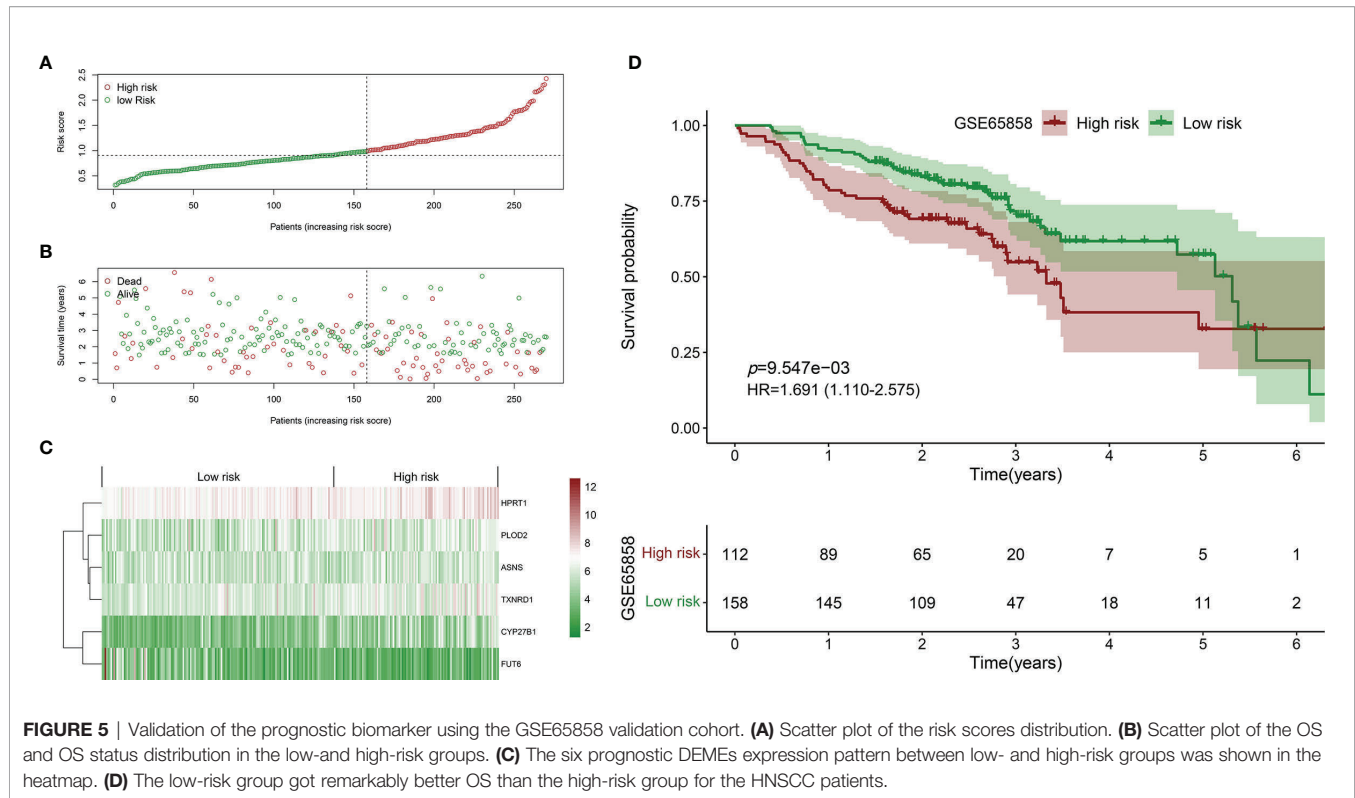 A
High risk
low Risk
Risk score
2.5
2.0
1.5
1.0
0.5
0 50 100 150 200 250
Patients (increasing risk score)
B
Dead
Alive
Survival time (years)
6
5
4
3
2
1
0
0 50 100 150 200 250
Patients (increasing risk socre)
C
Low risk High risk
HPRT1
PLOD2
ASNS
TXNRD1
CYP27B1
FUT6
12
10
8
6
4
2
D
GSE65858 High risk Low risk
Survival probability
1.00
0.75
0.50
0.25
0.00
p=9.547e−03
HR=1.691 (1.110-2.575)
0 1 2 3 4 5 6
Time(years)
GSE65858
High risk 112 89 65 20 7 5 1
Low risk 158 145 109 47 18 11 2
0 1 2 3 4 5 6
Time(years)
FIGURE 5 | Validation of the prognostic biomarker using the GSE65858 validation cohort. (A) Scatter plot of the risk scores distribution. (B) Scatter plot of the OS
and OS status distribution in the low-and high-risk groups. (C) The six prognostic DEMEs expression pattern between low- and high-risk groups was shown in the
heatmap. (D) The low-risk group got remarkably better OS than the high-risk group for the HNSCC patients.